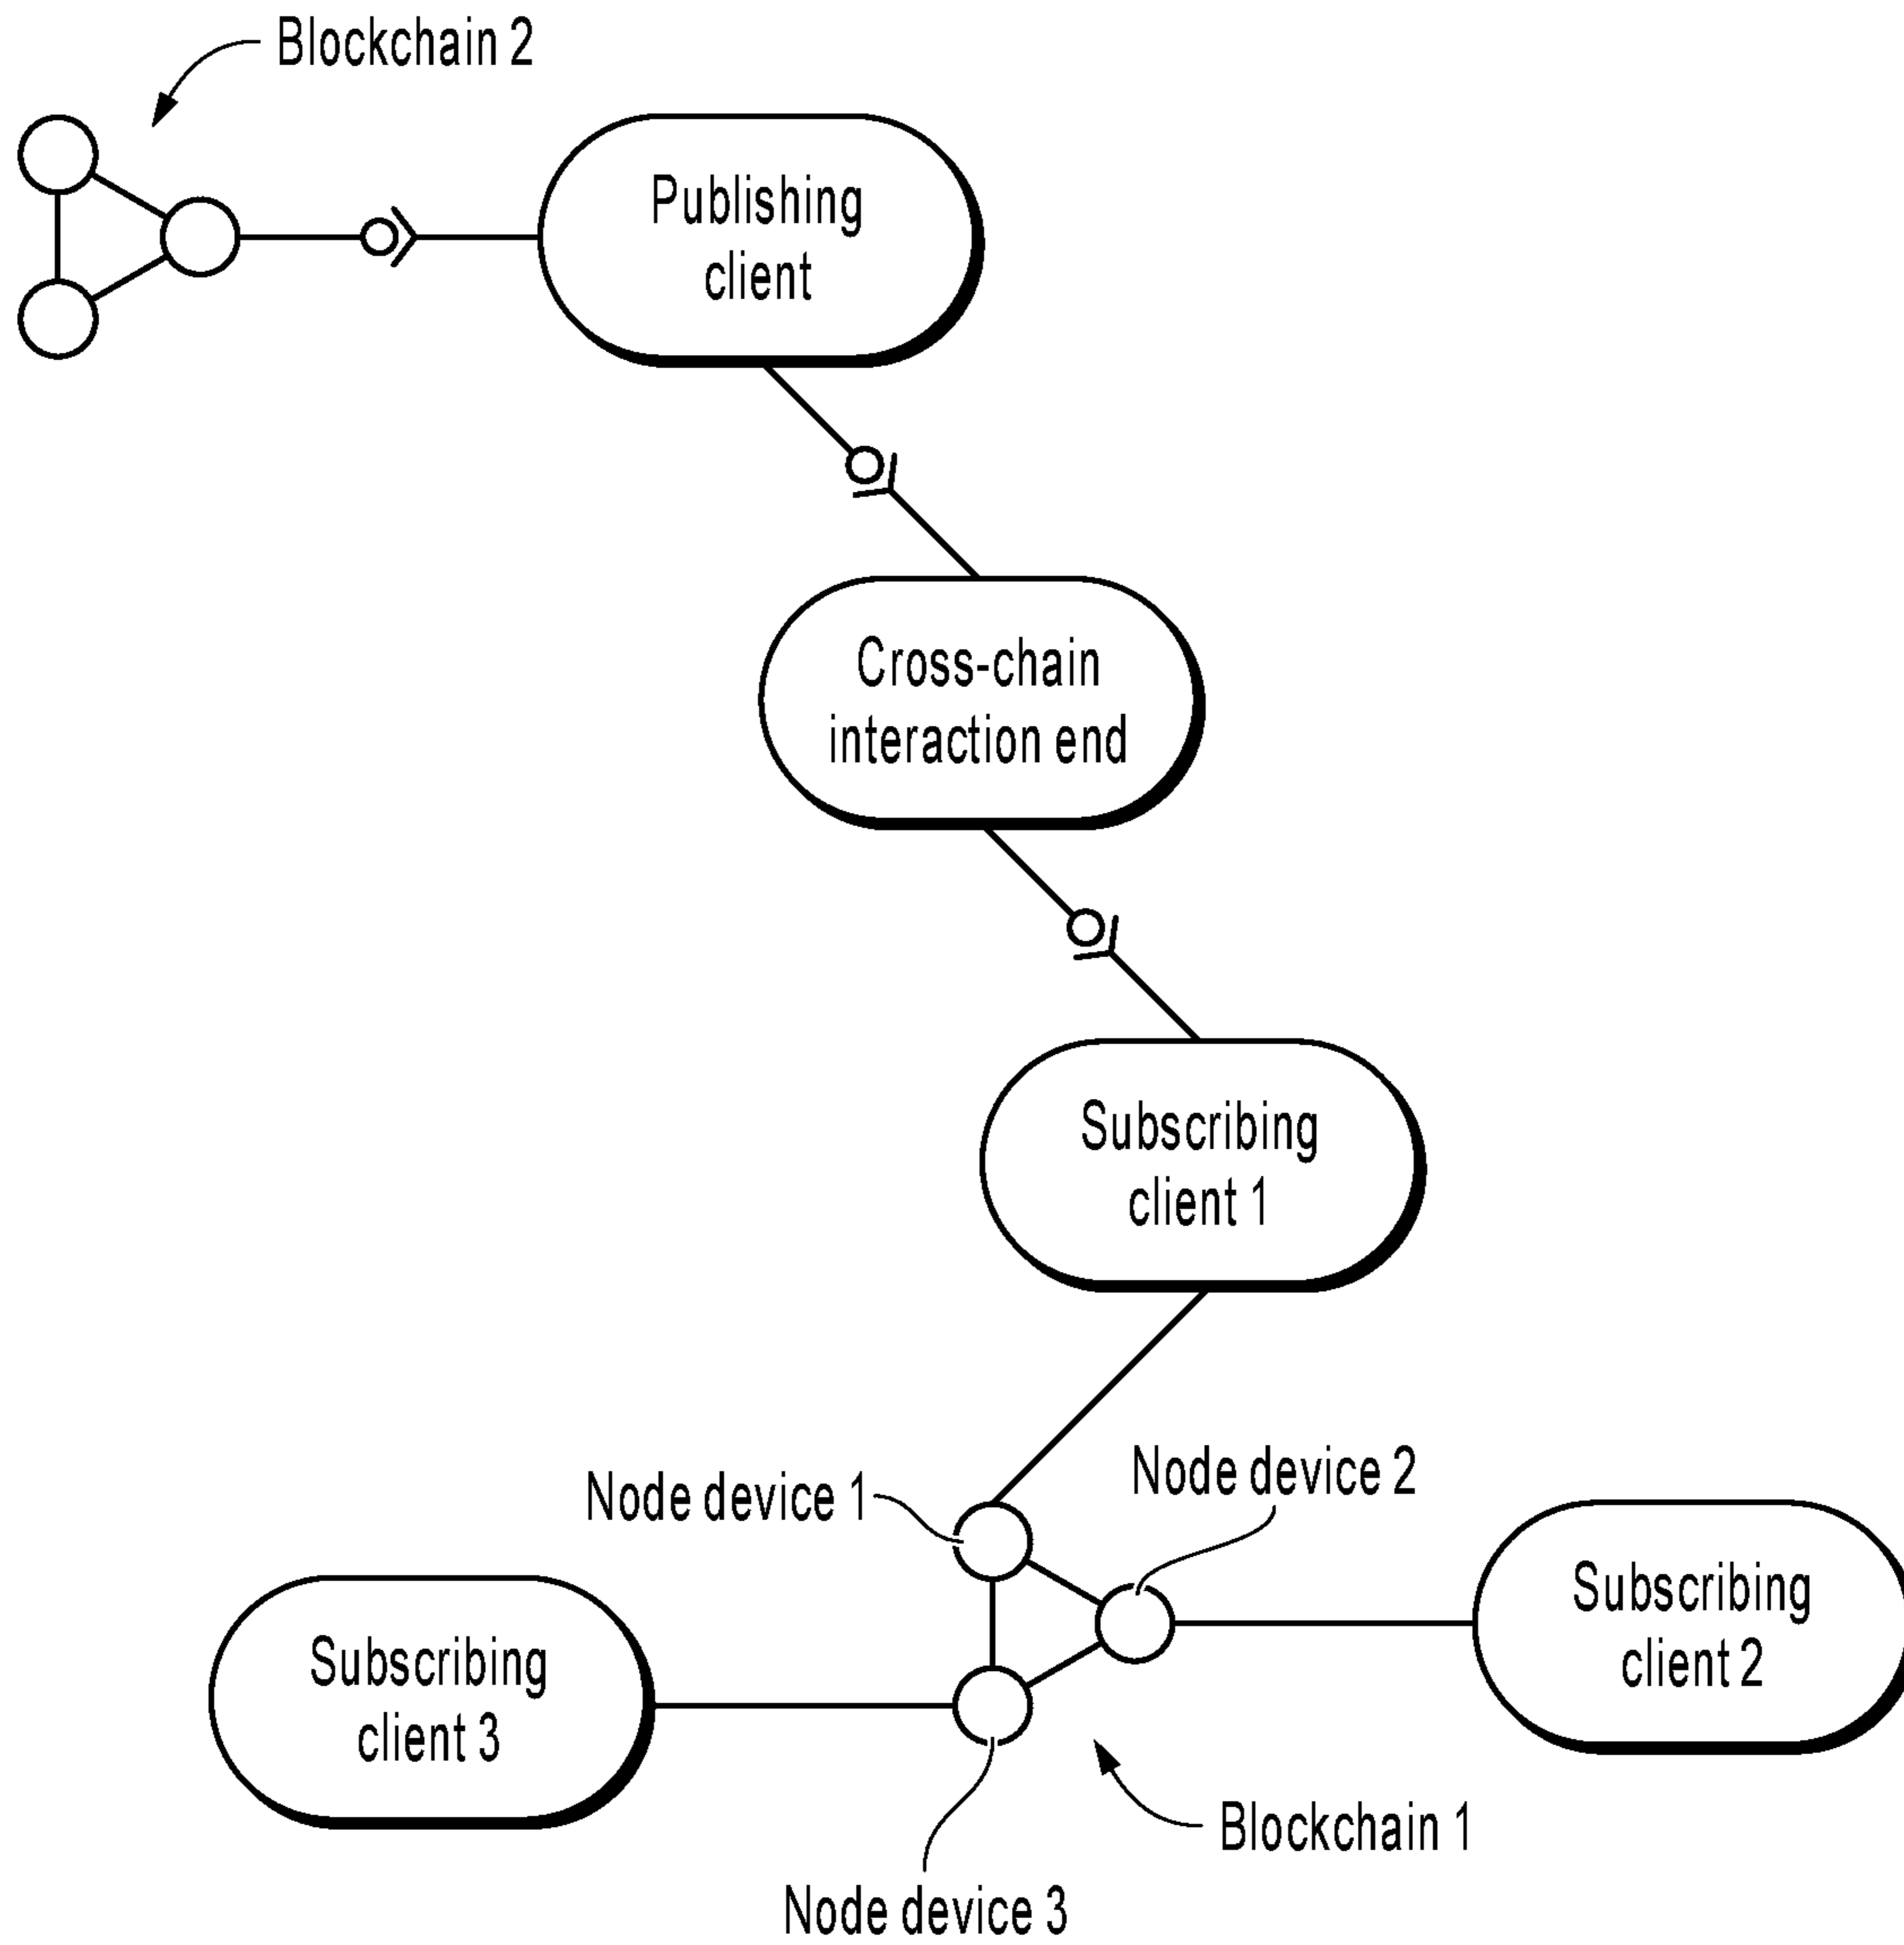 Blockchain 2
Publishing
client
Cross-chain
interaction end
Subscribing
client 1
Node device 1
Node device 2
Subscribing
client 2
Subscribing
client 3
Blockchain 1
Node device 3